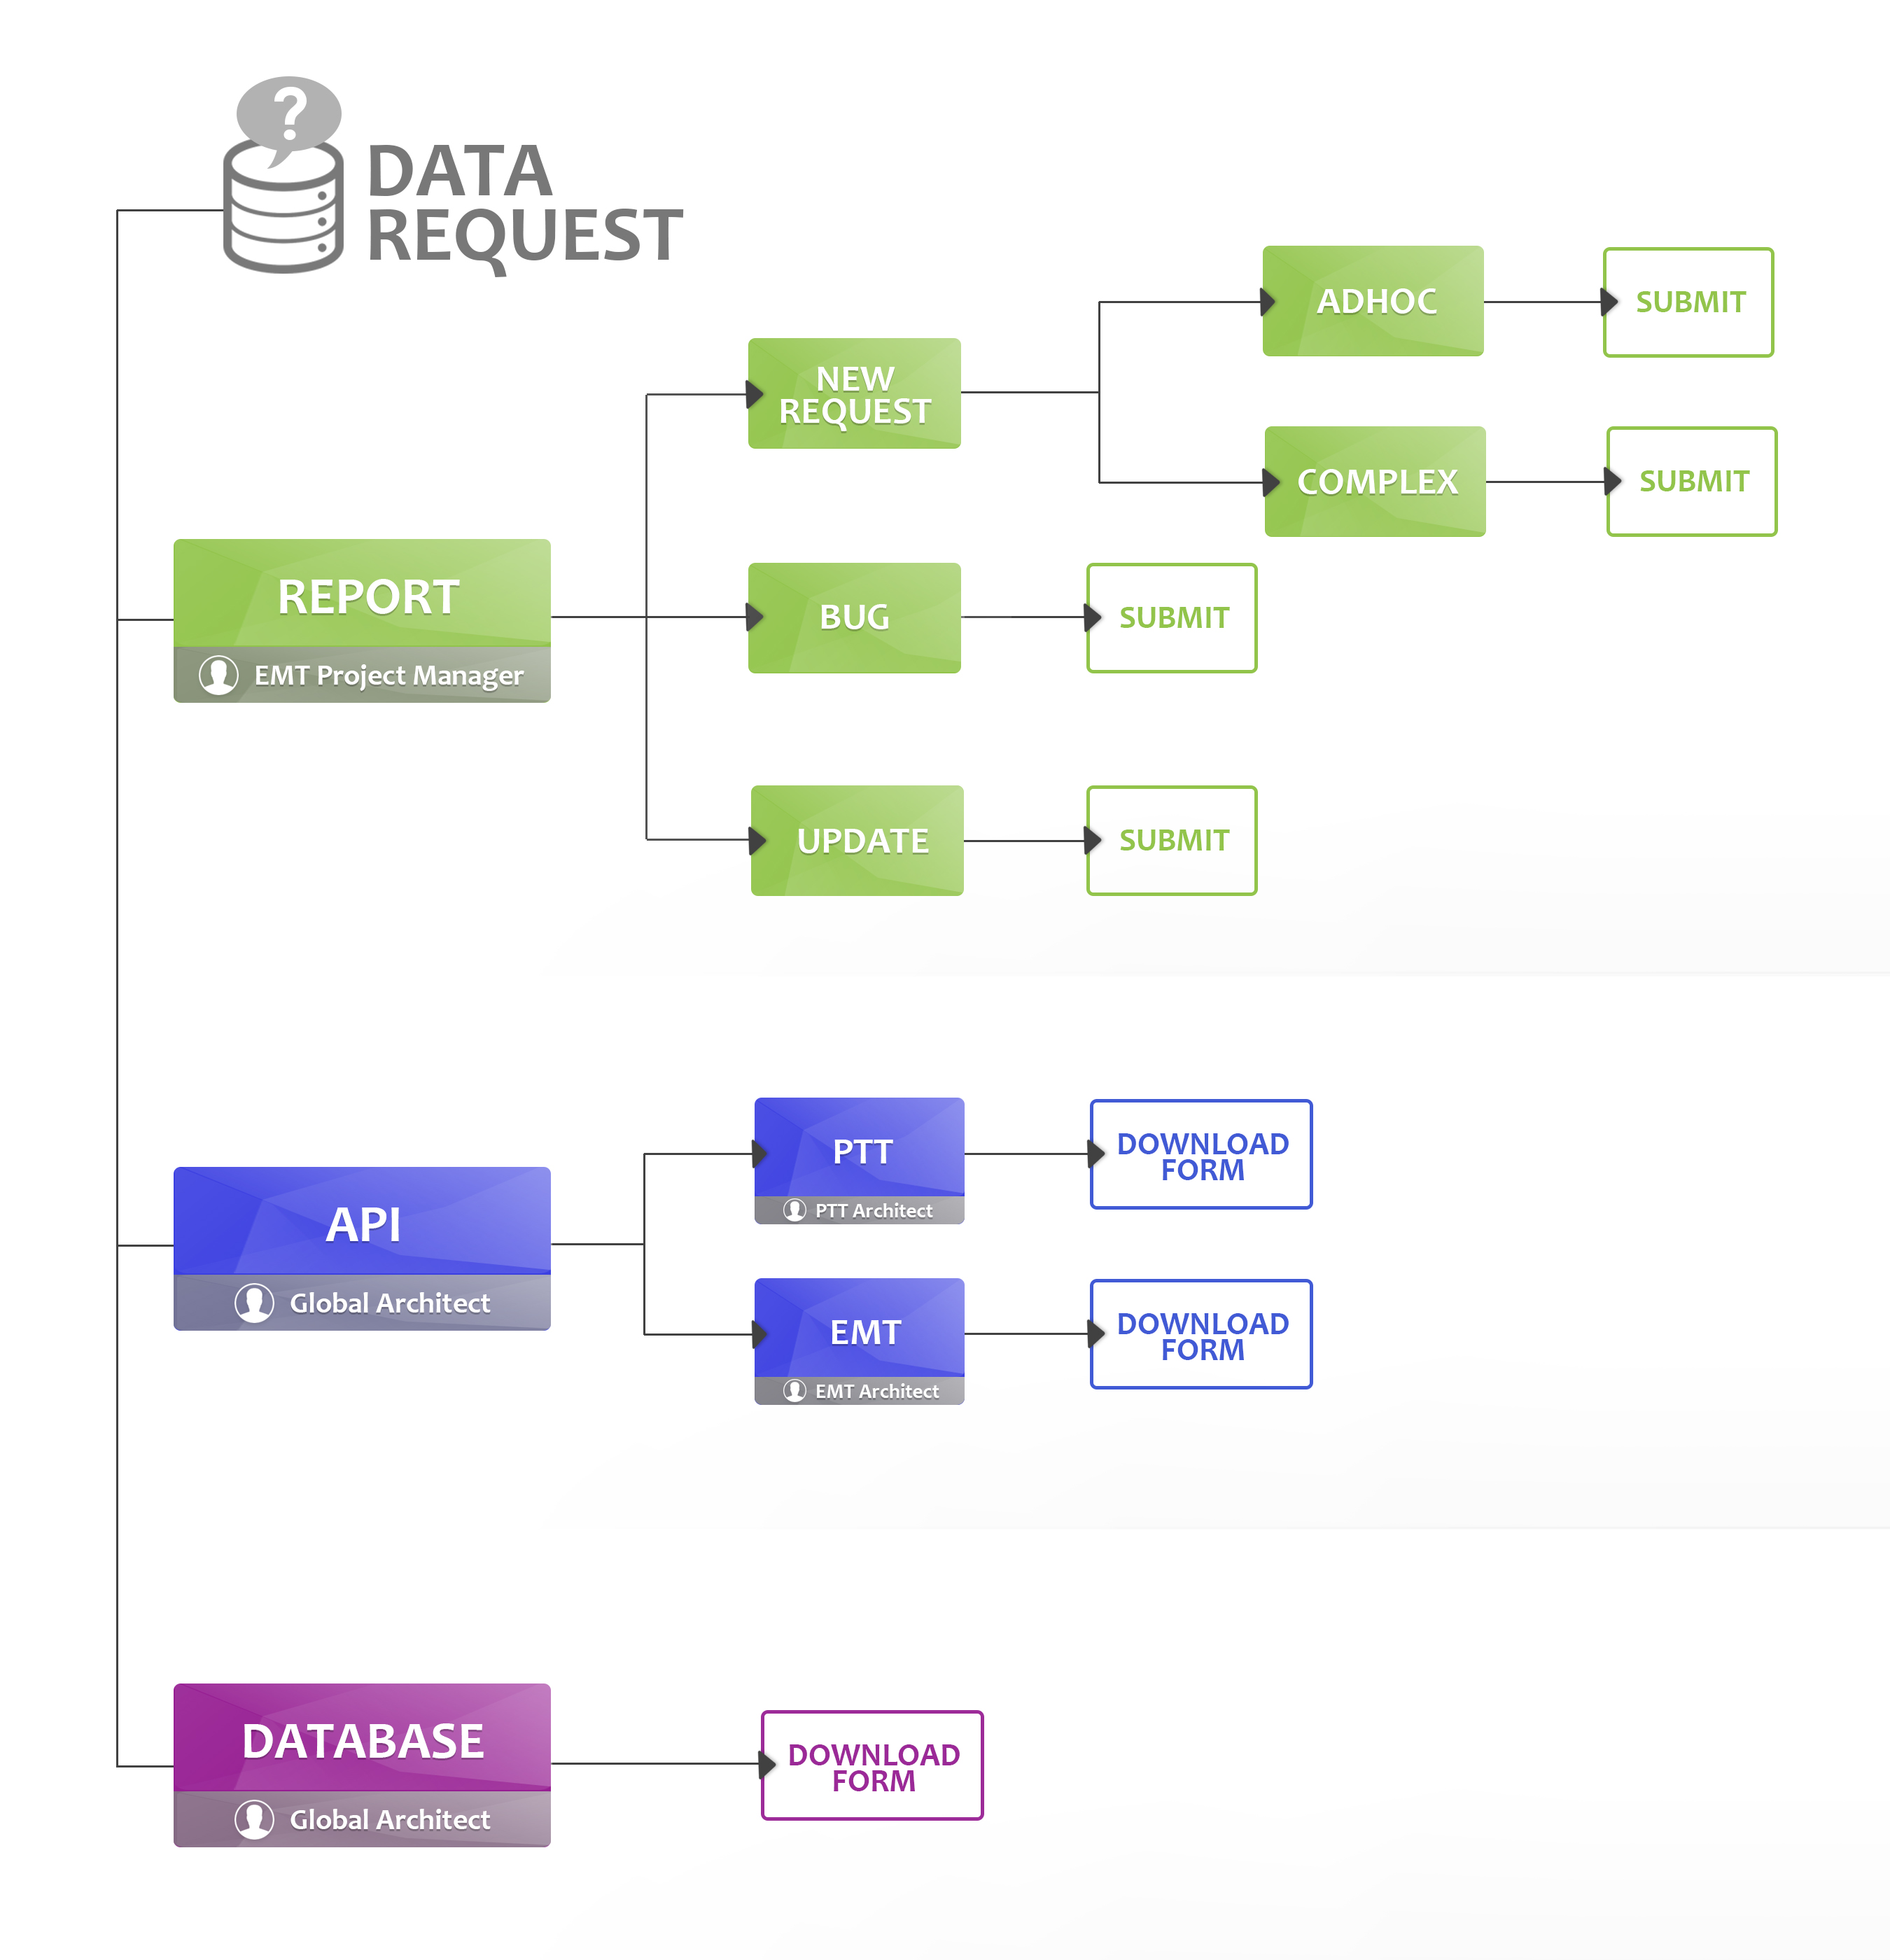 ?
DATA
REQUEST
ADHOC
SUBMIT
NEW
REQUEST
COMPLEX
SUBMIT
REPORT
EMT Project Manager
BUG
SUBMIT
UPDATE
SUBMIT
API
Global Architect
PTT
PTT Architect
DOWNLOAD
FORM
EMT
EMT Architect
DOWNLOAD
FORM
DATABASE
Global Architect
DOWNLOAD
FORM